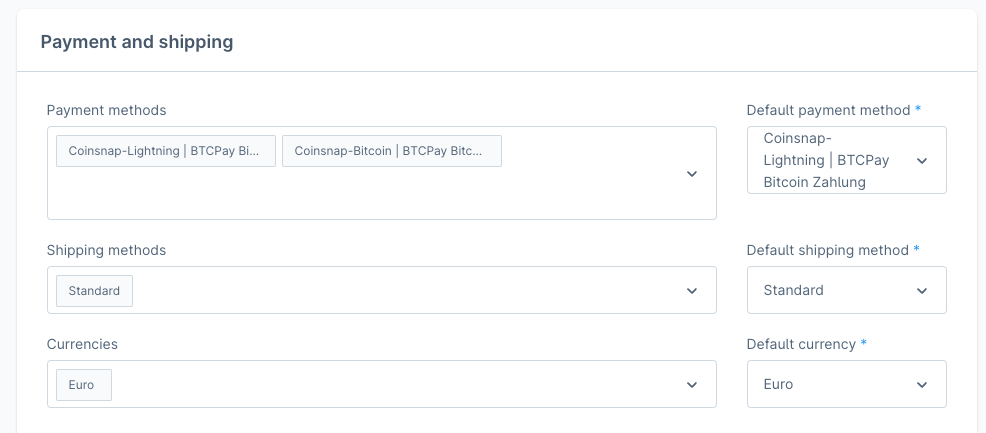 Payment and shipping
Payment methods
Default payment method *
Coinsnap-Lightning | BTCPay Bi...
Coinsnap-Bitcoin | BTCPay Bitc...
Coinsnap-
Lightning | BTCPay
Bitcoin Zahlung
Shipping methods
Default shipping method *
Standard
Standard
Currencies
Default currency *
Euro
Euro